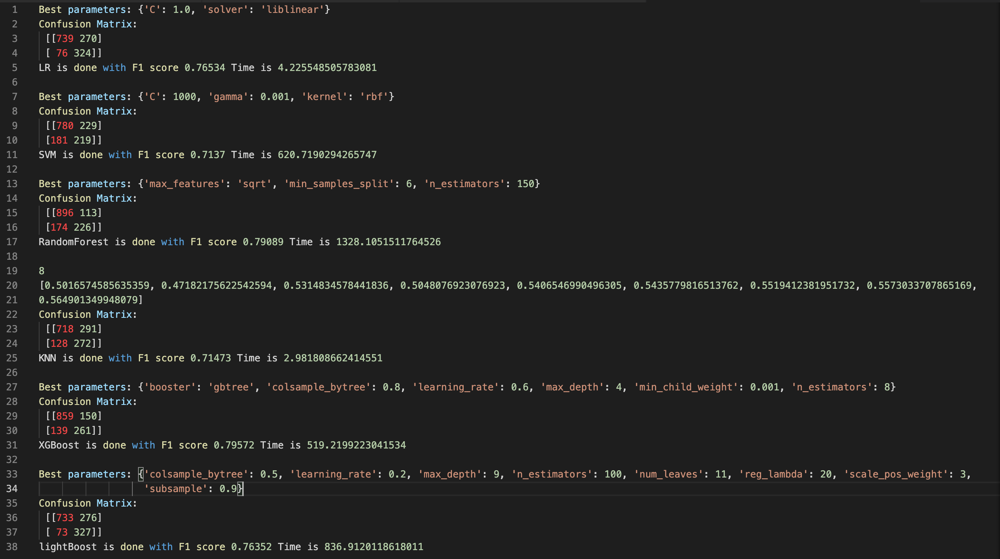 1 Best parameters: {'C': 1.0, 'solver': 'liblinear'}
2 Confusion Matrix:
3 [[739 270]
4 [ 76 324]]
5 LR is done with F1 score 0.76534 Time is 4.225548505783081
6
7 Best parameters: {'C': 1000, 'gamma': 0.001, 'kernel': 'rbf'}
8 Confusion Matrix:
9 [[780 229]
10 [181 219]]
11 SVM is done with F1 score 0.7137 Time is 620.7190294265747
12
13 Best parameters: {'max_features': 'sqrt', 'min_samples_split': 6, 'n_estimators': 150}
14 Confusion Matrix:
15 [[896 113]
16 [174 226]]
17 RandomForest is done with F1 score 0.79089 Time is 1328.1051511764526
18
19 8
20 [0.5016574585635359, 0.47182175622542594, 0.5314834578441836, 0.5048076923076923, 0.5406546990496305, 0.5435779816513762, 0.5519412381951732, 0.5573033707865169,
21 0.564901349948079]
22 Confusion Matrix:
23 [[718 291]
24 [128 272]]
25 KNN is done with F1 score 0.71473 Time is 2.981808662414551
26
27 Best parameters: {'booster': 'gbtree', 'colsample_bytree': 0.8, 'learning_rate': 0.6, 'max_depth': 4, 'min_child_weight': 0.001, 'n_estimators': 8}
28 Confusion Matrix:
29 [[859 150]
30 [139 261]]
31 XGBoost is done with F1 score 0.79572 Time is 519.2199223041534
32
33 Best parameters: {'colsample_bytree': 0.5, 'learning_rate': 0.2, 'max_depth': 9, 'n_estimators': 100, 'num_leaves': 11, 'reg_lambda': 20, 'scale_pos_weight': 3,
34 'subsample': 0.9}
35 Confusion Matrix:
36 [[733 276]
37 [ 73 327]]
38 lightBoost is done with F1 score 0.76352 Time is 836.9120118618011